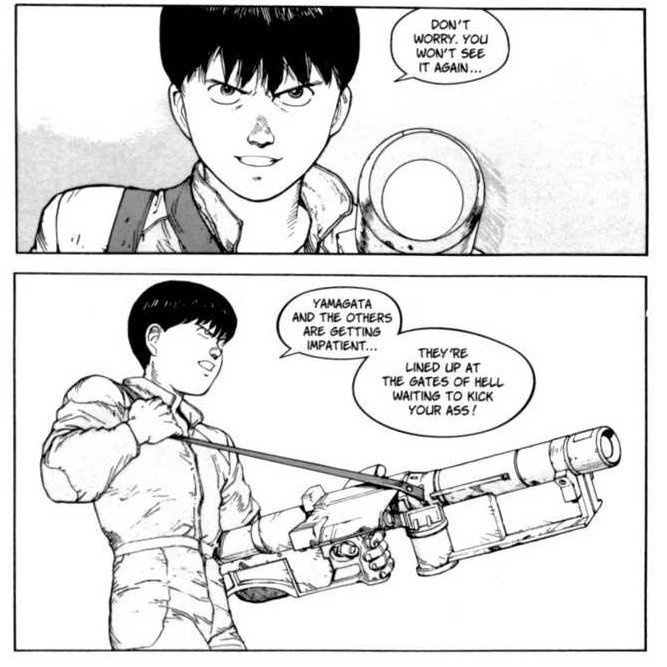 DON'T
WORRY. YOU
WON'T SEE
IT AGAIN...
YAMAGATA
AND THE OTHERS
ARE GETTING
IMPATIENT...
THEY'RE
LINED UP AT
THE GATES OF HELL
WAITING TO KICK
YOUR ASS!